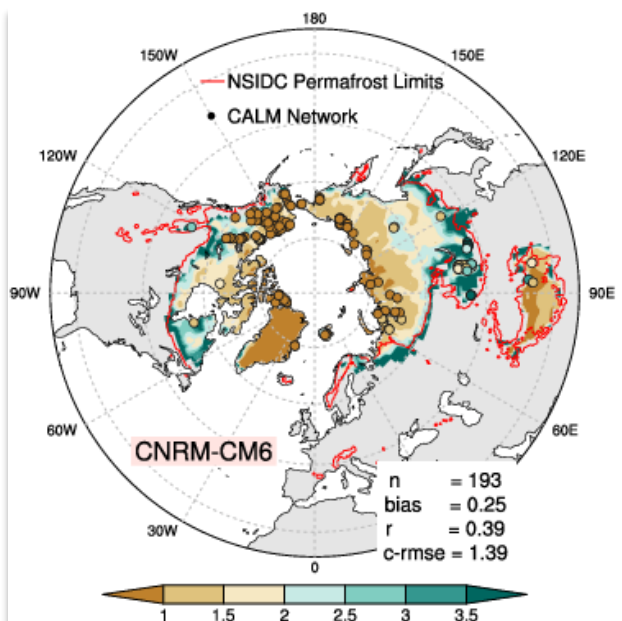 180
150W
150E
NSIDC Permafrost Limits
CALM Network
120W
120E
90W
90E
60W
60E
CNRM-CM6
n = 193
bias = 0.25
r = 0.39
c-rmse = 1.39
30W
0
1 1.5 2 2.5 3 3.5